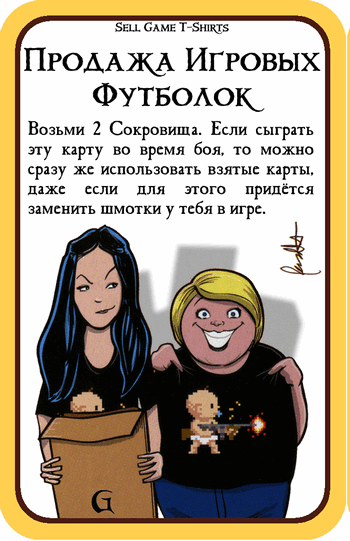 Sell Game T-Shirts
Продажа Игровых
Футболок
Возьми 2 Сокровища. Если сыграть
эту карту во время боя, то можно
сразу же использовать взятые карты,
даже если для этого придётся
заменить шмотки у тебя в игре.
G